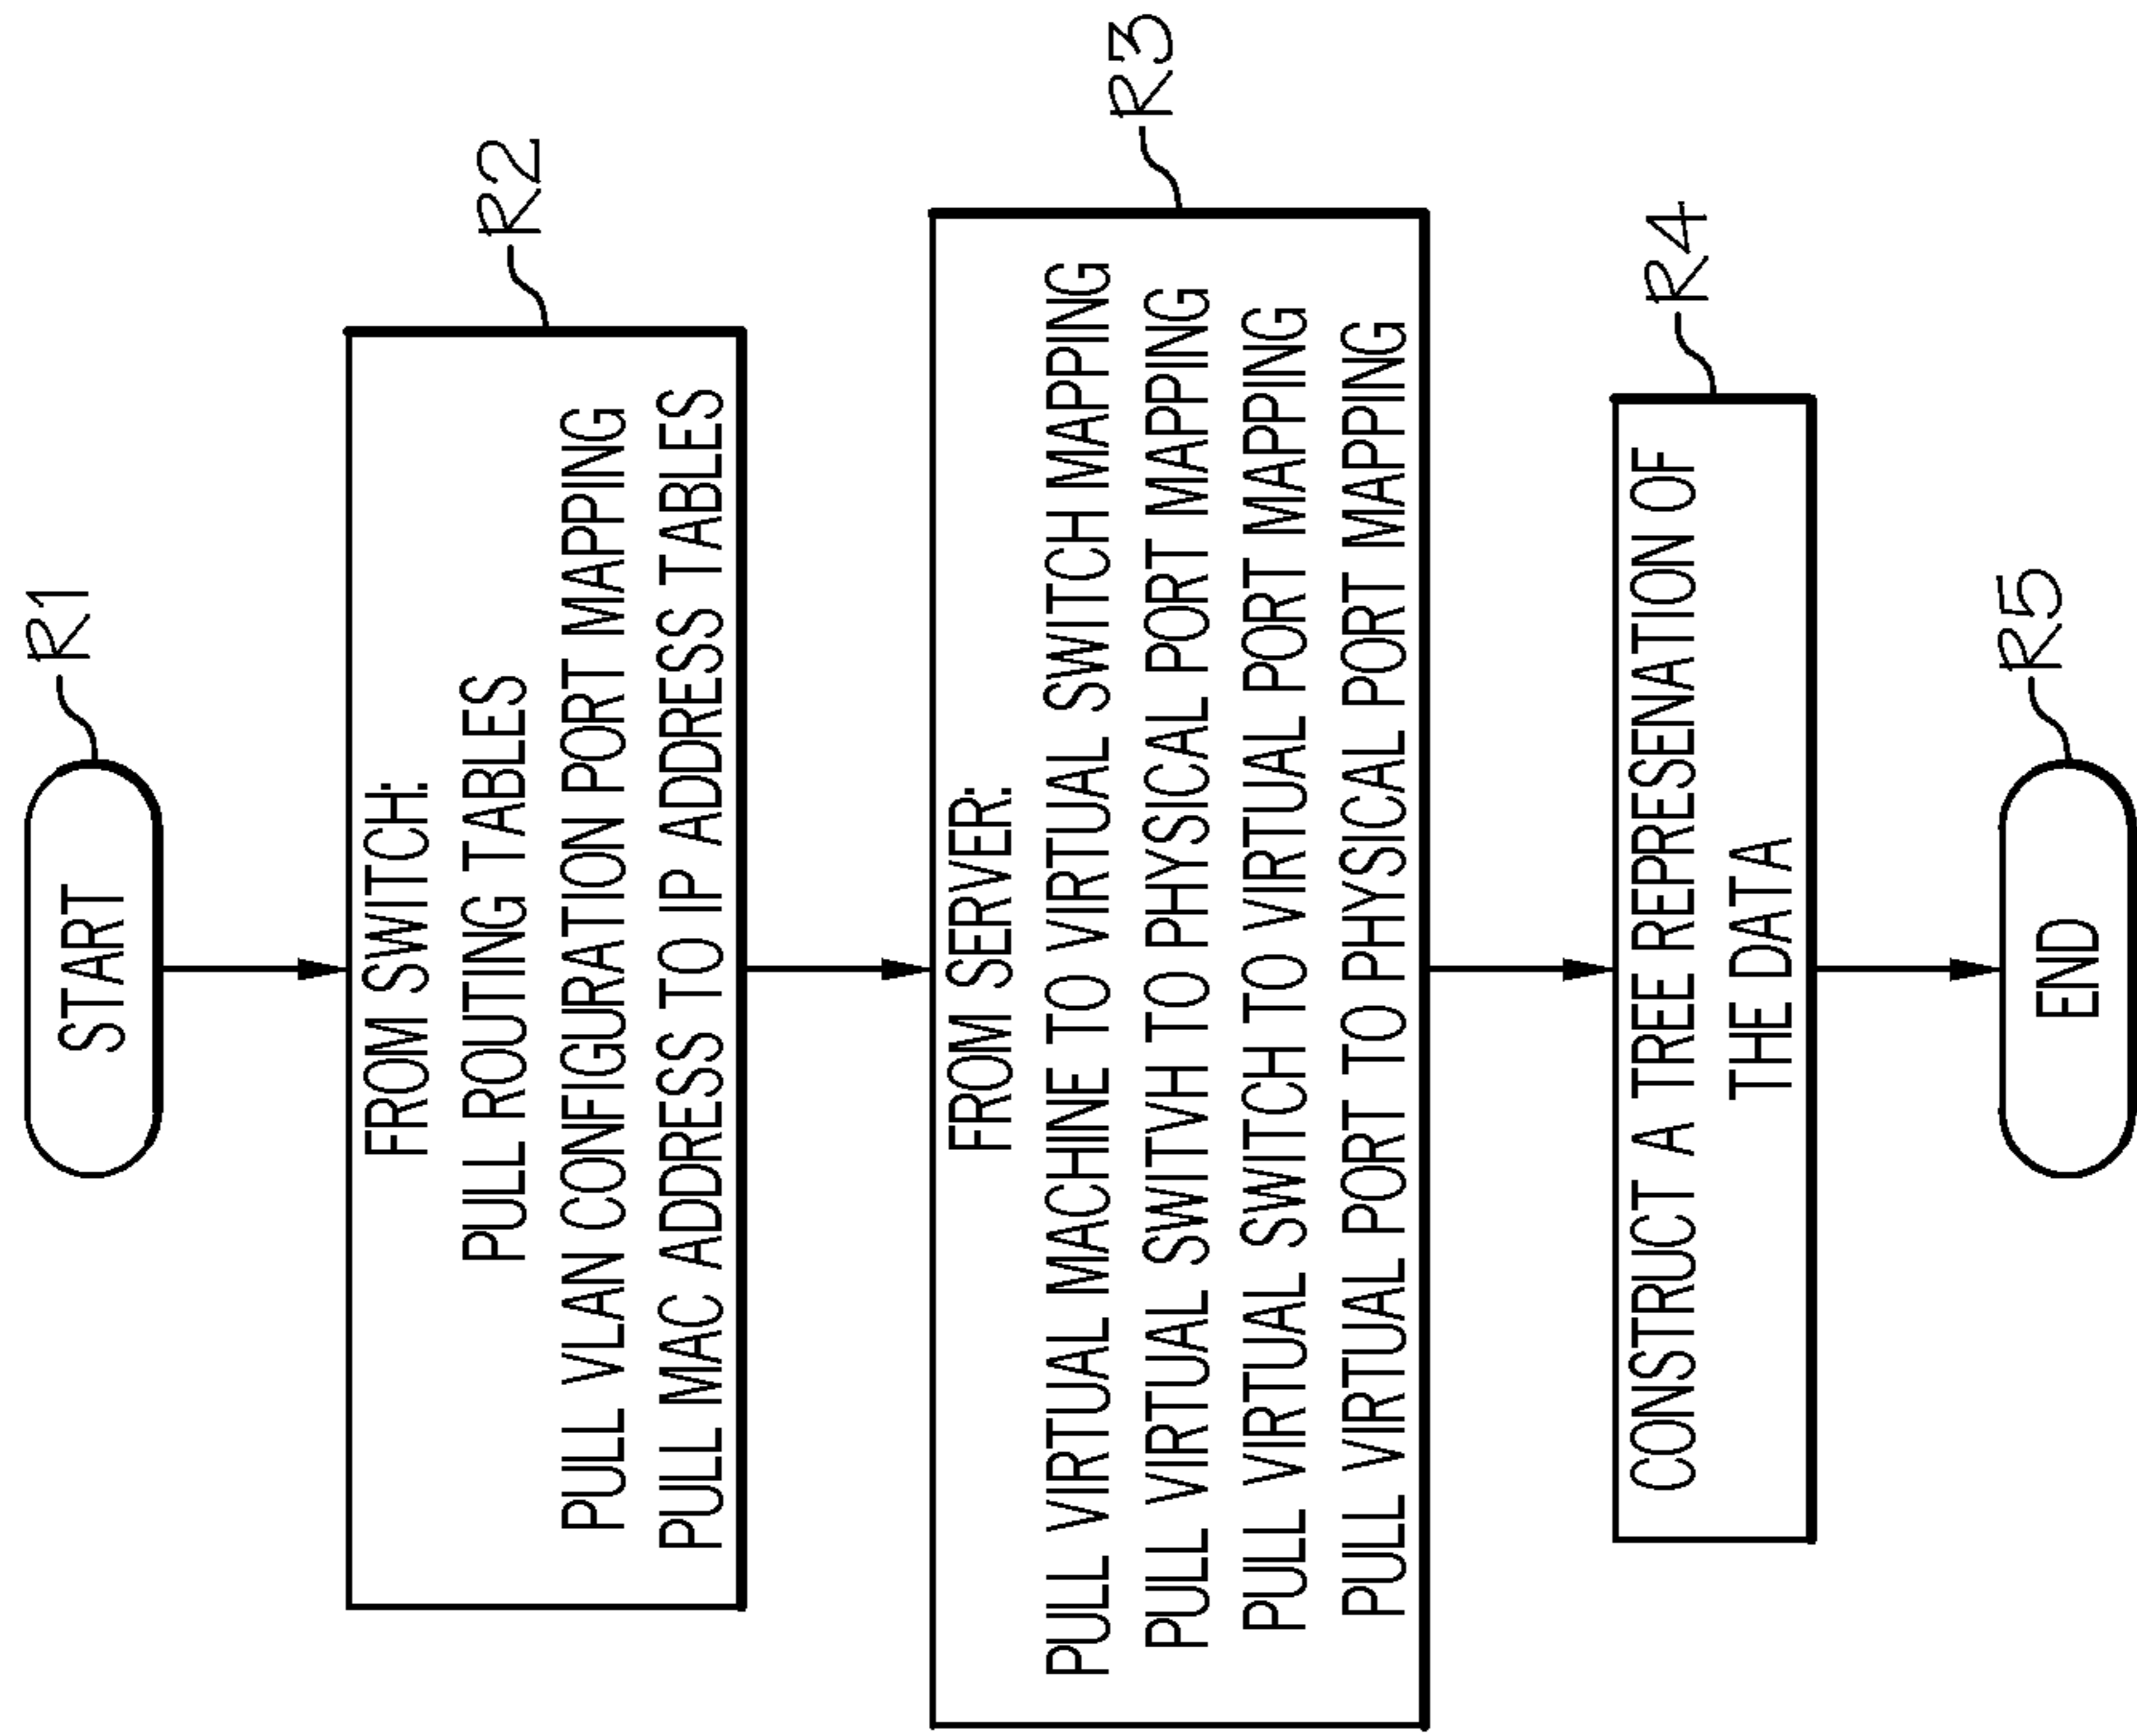 START
R1
FROM SWITCH:
PULL ROUTING TABLES
PULL VLAN CONFIGURATION PORT MAPPING
PULL MAC ADDRESS TO IP ADDRESS TABLES
R2
FROM SERVER:
PULL VIRTUAL MACHINE TO VIRTUAL SWITCH MAPPING
PULL VIRTUAL SWITVH TO PHYSICAL PORT MAPPING
PULL VIRTUAL SWITCH TO VIRTUAL PORT MAPPING
PULL VIRTUAL PORT TO PHYSICAL PORT MAPPING
R3
CONSTRUCT A TREE REPRESENATION OF
THE DATA
R4
END
R5